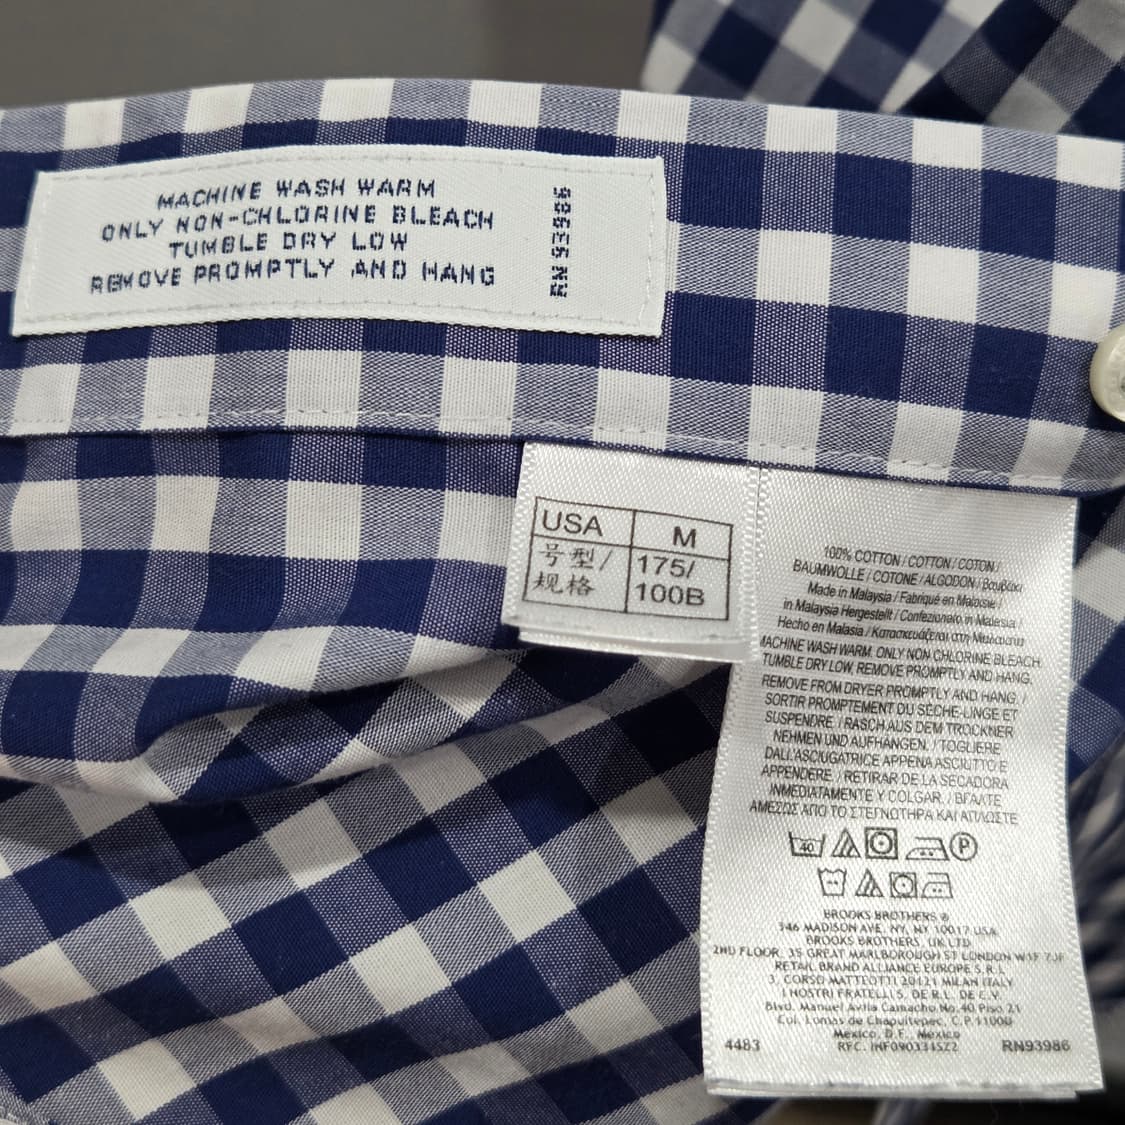 MACHINE WASH WARM
ONLY NON-CHLORINE BLEACH
TUMBLE DRY LOW
REMOVE PROMPTLY AND HANG
RN 93986
USA M
号型/ 175/
规格 100B
100% COTTON / COTTON / COTON /
BAUMWOLLE / COTONE / ALGODON / Βαμβάκι
Made in Malaysia / Fabriqué en Malaisie /
in Malaysia Hergestellt / Confezionato in Malesia /
Hecho en Malasia / Κατασκευάζεται στη Μαλαισία
MACHINE WASH WARM. ONLY NON CHLORINE BLEACH.
TUMBLE DRY LOW. REMOVE PROMPTLY AND HANG.
REMOVE FROM DRYER PROMPTLY AND HANG. /
SORTIR PROMPTEMENT DU SÈCHE-LINGE ET
SUSPENDRE. / RASCH AUS DEM TROCKNER
NEHMEN UND AUFHANGEN. / TOGLIERE
DALL'ASCIUGATRICE APPENA ASCIUTTO E
APPENDERE. / RETIRAR DE LA SECADORA
INMEDIATAMENTE Y COLGAR. / ΒΓΑΛΤΕ
ΑΜΕΣΩΣ ΑΠΟ ΤΟ ΣΤΕΓΝΩΤΗΡΑ ΚΑΙ ΑΠΛΩΣΤΕ
40 P
BROOKS BROTHERS ®
346 MADISON AVE, NY, NY 10017 USA
BROOKS BROTHERS, UK LTD
2ND FLOOR, 35 GREAT MARLBOROUGH ST LONDON W1F 7JF
RETAIL BRAND ALLIANCE EUROPE S.R.L
3, CORSO MATTEOTTI 20121 MILAN ITALY
I NOSTRI FRATELLI S. DE R.L. DE C.V.
Blvd. Manuel Avila Camacho No. 40 Piso 21
Col. Lomas de Chapultepec, C.P.11000
Mexico, D.F., Mexico
4483 RFC. INF090334SZ2 RN93986